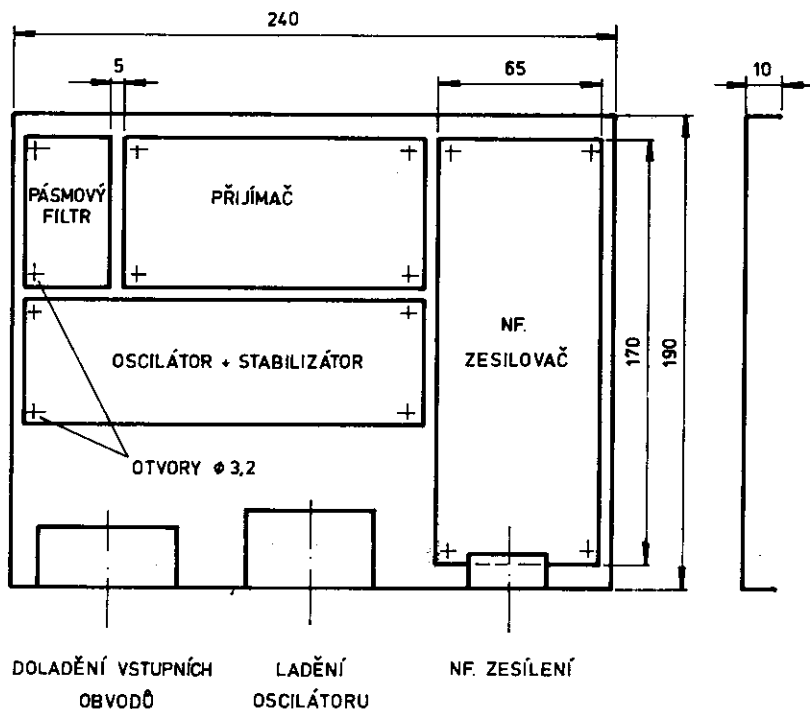 240
5
65
10
PÁSMOVÝ
FILTR
PŘIJÍMAČ
NF.
ZESILOVAČ
OSCILÁTOR + STABILIZÁTOR
170
190
OTVORY ϕ 3,2
DOLADĚNÍ VSTUPNÍCH
OBVODŮ
LADĚNÍ
OSCILÁTORU
NF. ZESÍLENÍ